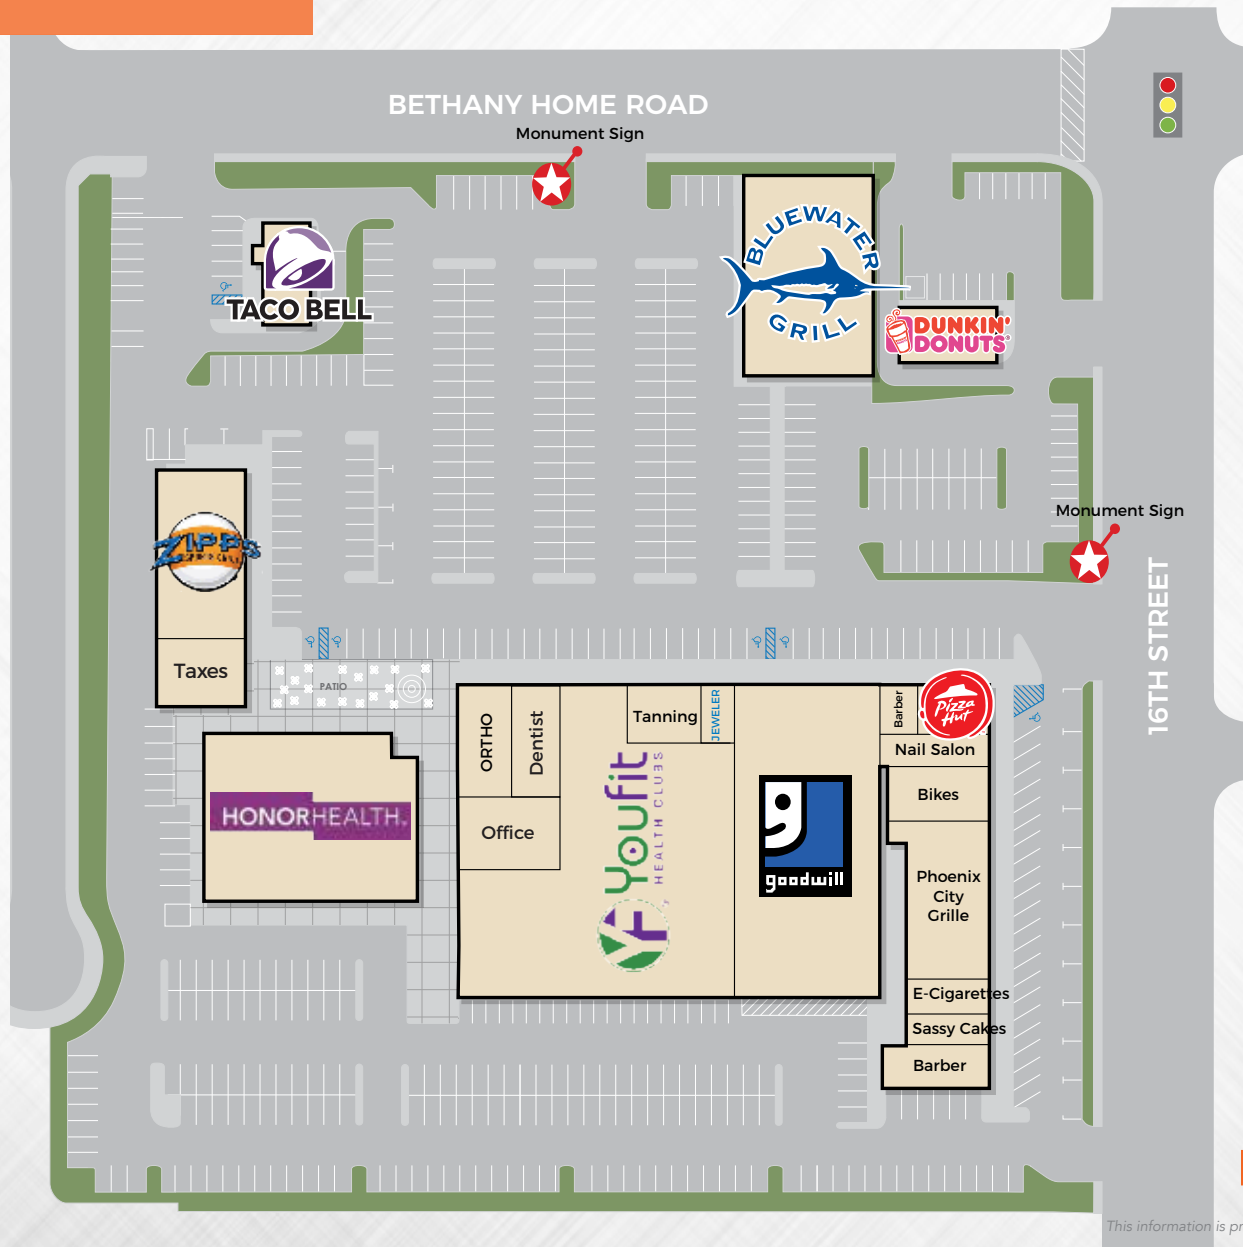 BETHANY HOME ROAD
Monument Sign
BLUEWATER
GRILL
TACO BELL
DUNKIN'
DONUTS
Monument Sign
16TH STREET
ZIPPS
Taxes
PATIO
HONORHEALTH
ORTHO
Dentist
Office
Tanning
JEWELER
Youfit
HEALTH CLUBS
YF
goodwill
Barber
Pizza
Hut
Nail Salon
Bikes
Phoenix
City
Grille
E-Cigarettes
Sassy Cakes
Barber
This information is pr